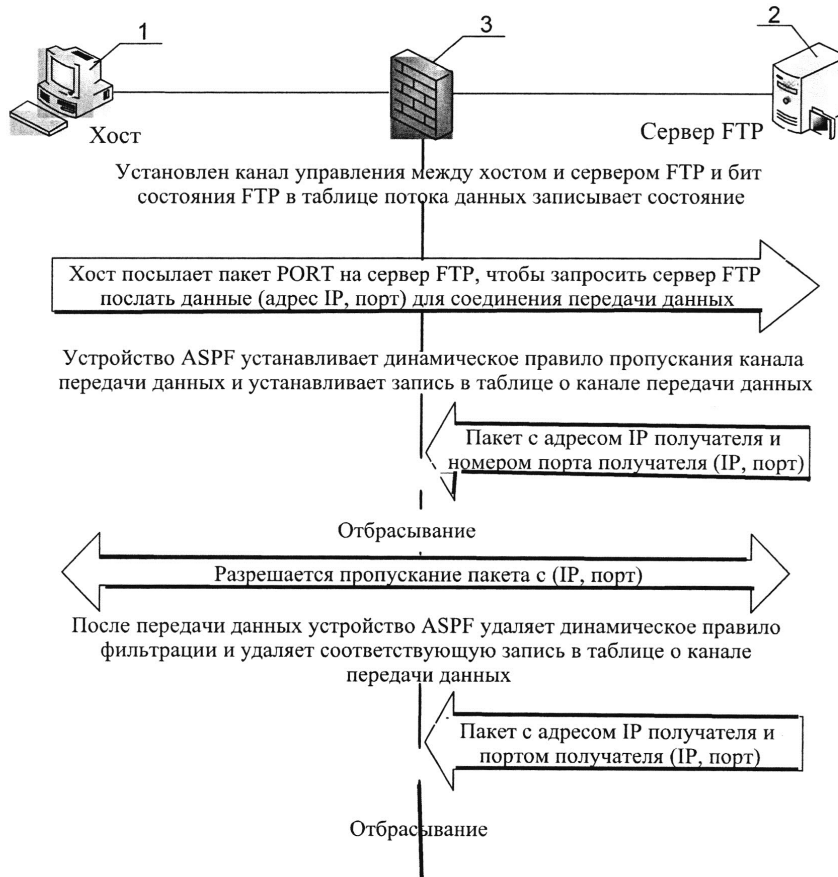 1
3
2
Хост
Сервер FTP
Установлен канал управления между хостом и сервером FTP и бит
состояния FTP в таблице потока данных записывает состояние
Хост посылает пакет PORT на сервер FTP, чтобы запросить сервер FTP
послать данные (адрес IP, порт) для соединения передачи данных
Устройство ASPF устанавливает динамическое правило пропускания канала
передачи данных и устанавливает запись в таблице о канале передачи данных
Пакет с адресом IP получателя и
номером порта получателя (IP, порт)
Отбрасывание
Разрешается пропускание пакета с (IP, порт)
После передачи данных устройство ASPF удаляет динамическое правило
фильтрации и удаляет соответствующую запись в таблице о канале
передачи данных
Пакет с адресом IP получателя и
портом получателя (IP, порт)
Отбрасывание